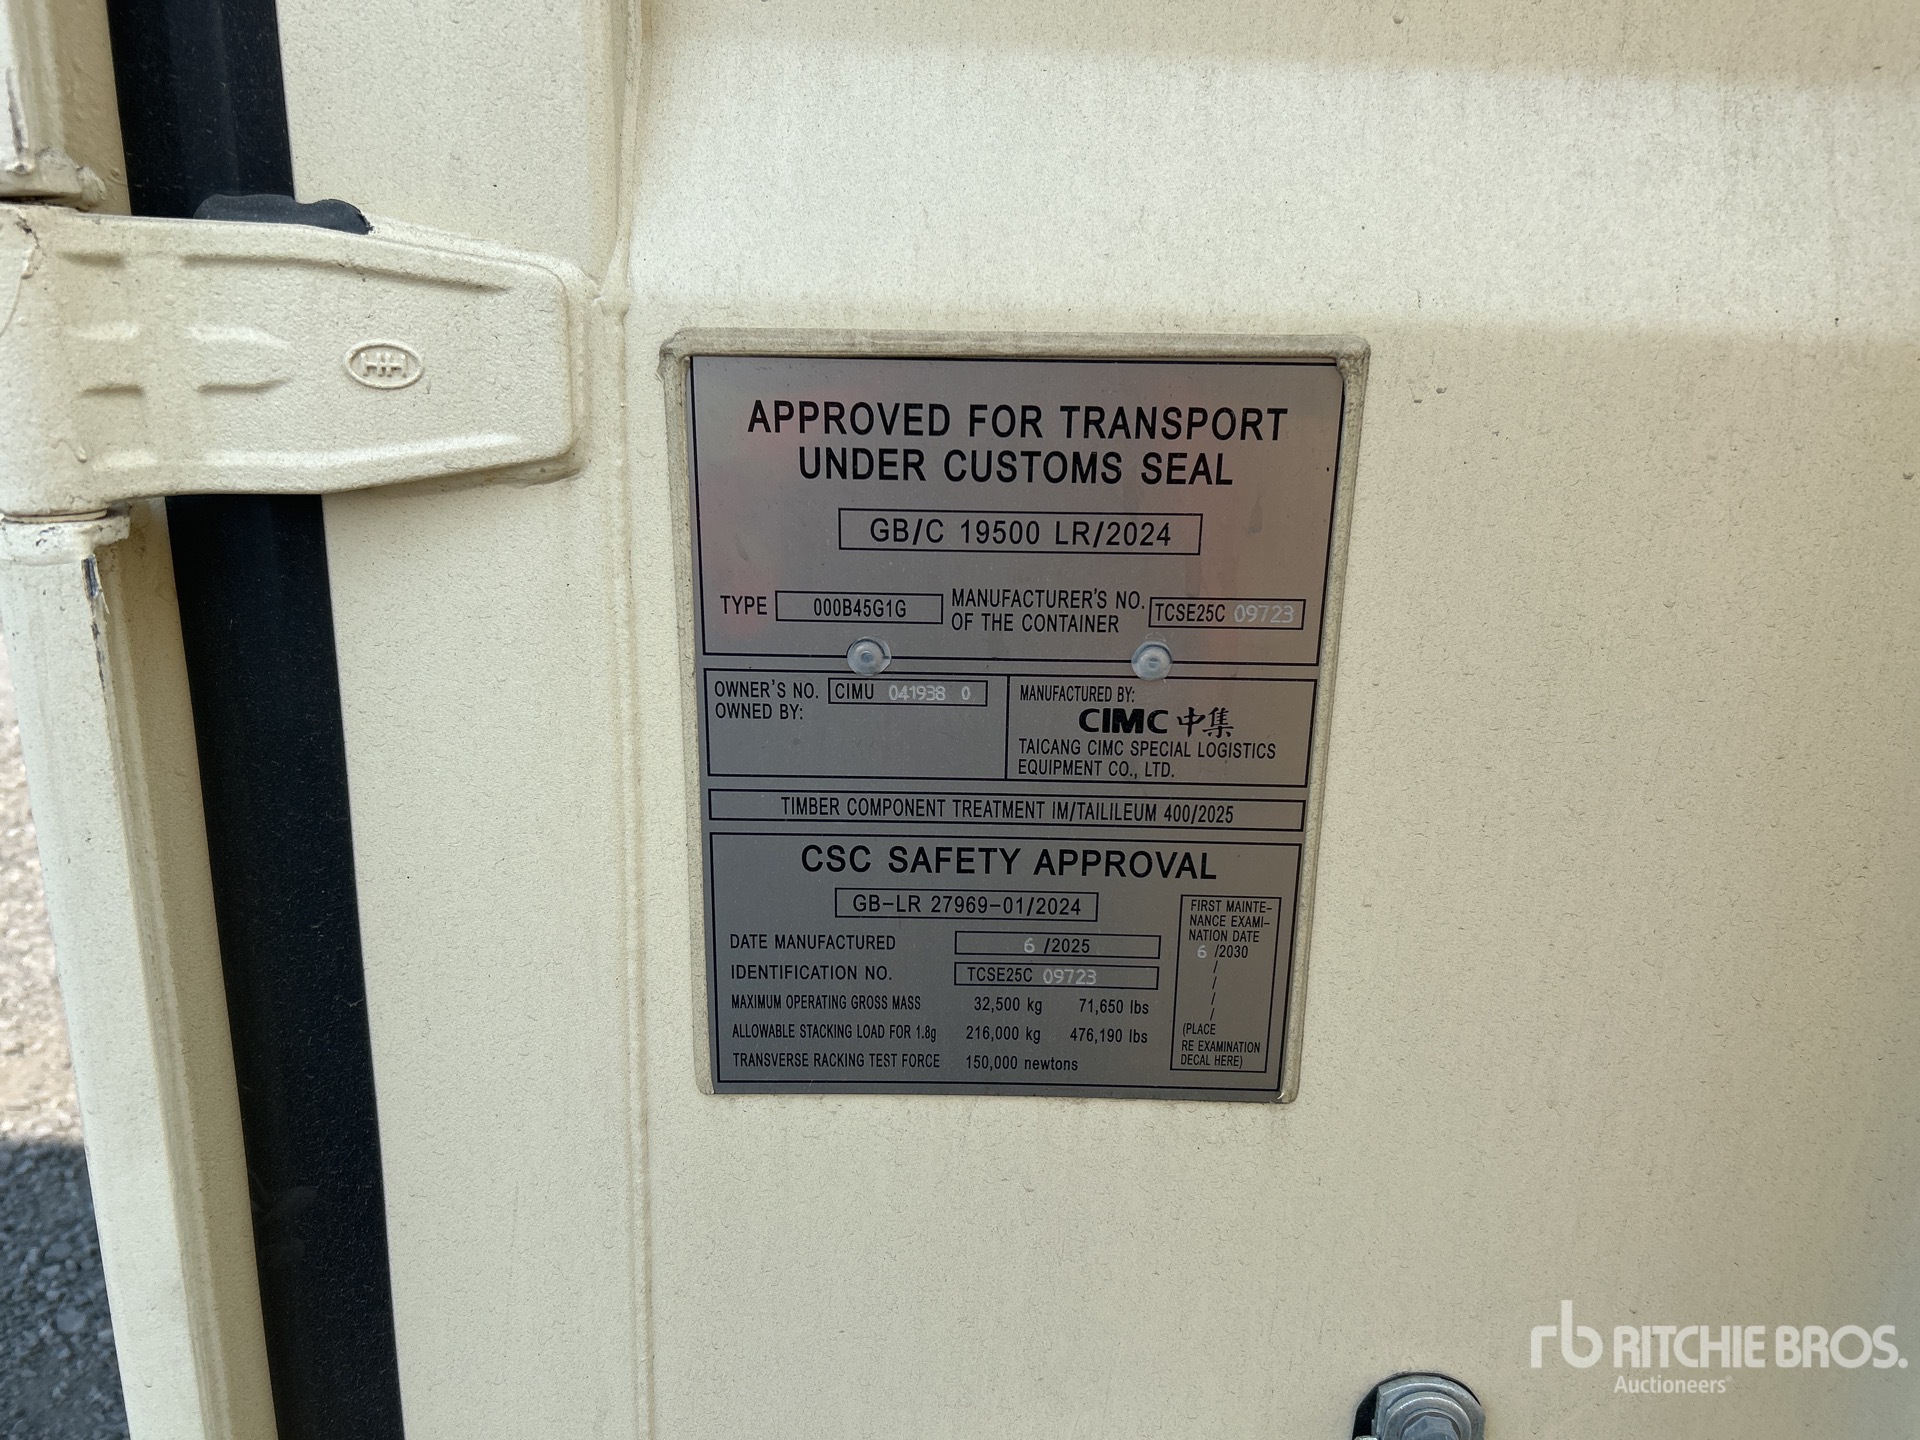 HH
APPROVED FOR TRANSPORT
UNDER CUSTOMS SEAL
GB/C 19500 LR/2024
TYPE 000B45G1G
MANUFACTURER'S NO.
OF THE CONTAINER
TCSE25C 09723
OWNER'S NO. CIMU 041938 0
OWNED BY:
MANUFACTURED BY:
CIMC 中集
TAICANG CIMC SPECIAL LOGISTICS
EQUIPMENT CO., LTD.
TIMBER COMPONENT TREATMENT IM/TAILILEUM 400/2025
CSC SAFETY APPROVAL
GB-LR 27969-01/2024
DATE MANUFACTURED 6 /2025
IDENTIFICATION NO. TCSE25C 09723
MAXIMUM OPERATING GROSS MASS 32,500 kg 71,650 lbs
ALLOWABLE STACKING LOAD FOR 1.8g 216,000 kg 476,190 lbs
TRANSVERSE RACKING TEST FORCE 150,000 newtons
FIRST MAINTE-
NANCE EXAMI-
NATION DATE
6 /2030
/
/
/
/
(PLACE
RE EXAMINATION
DECAL HERE)
rb RITCHIE BROS.
Auctioneers